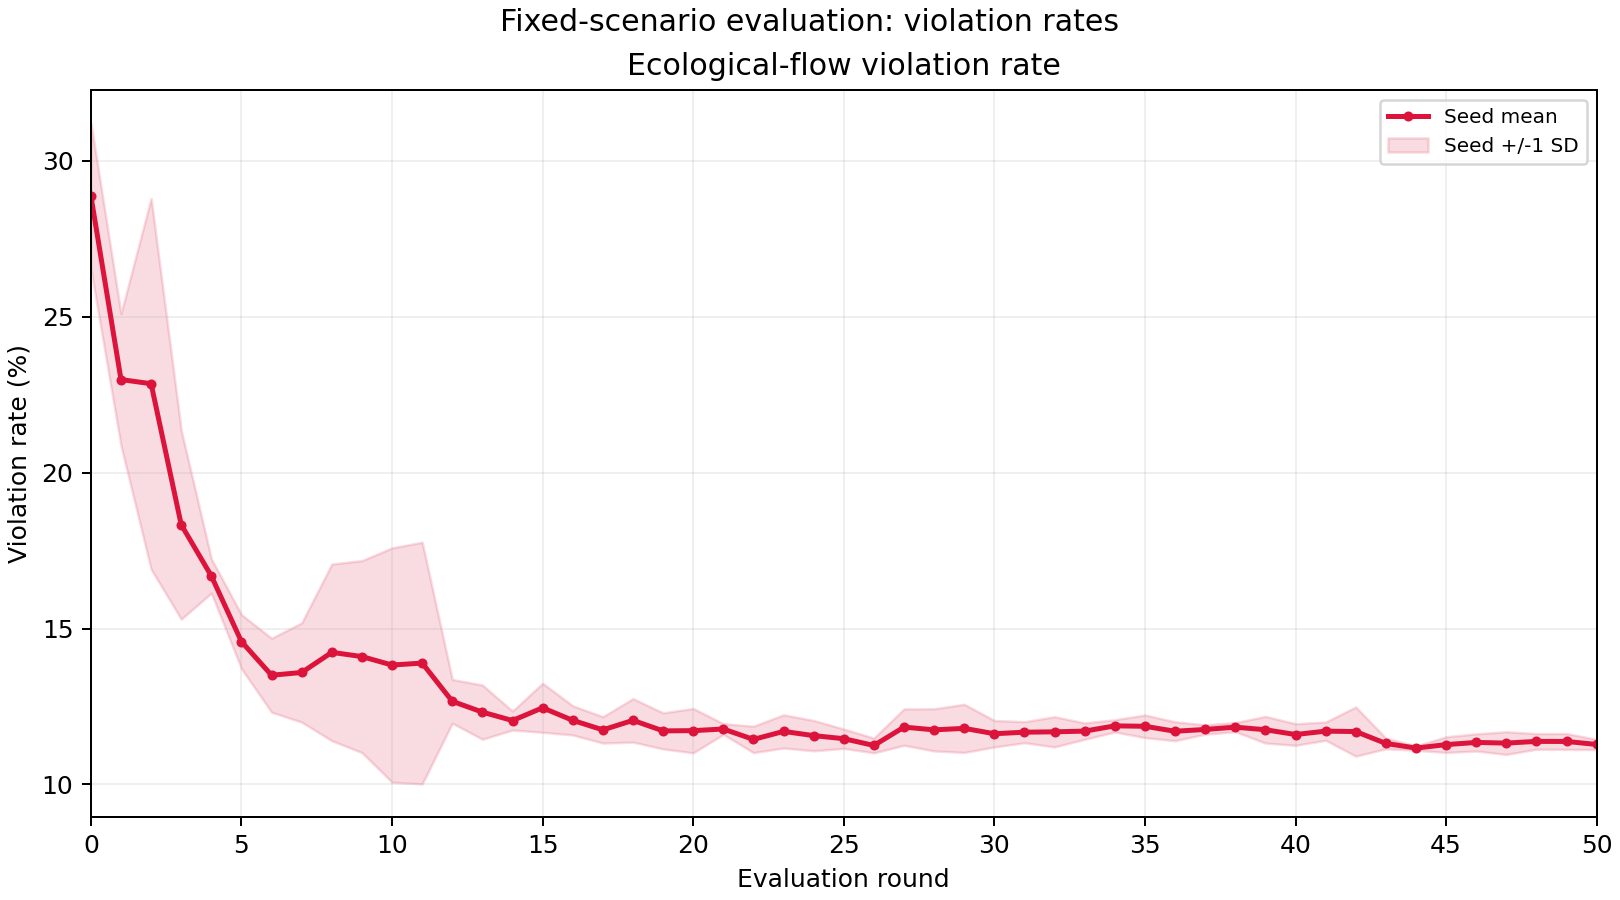 Fixed-scenario evaluation: violation rates
Ecological-flow violation rate
Seed mean
Seed +/-1 SD
Violation rate (%)
30
25
20
15
10
0 5 10 15 20 25 30 35 40 45 50
Evaluation round